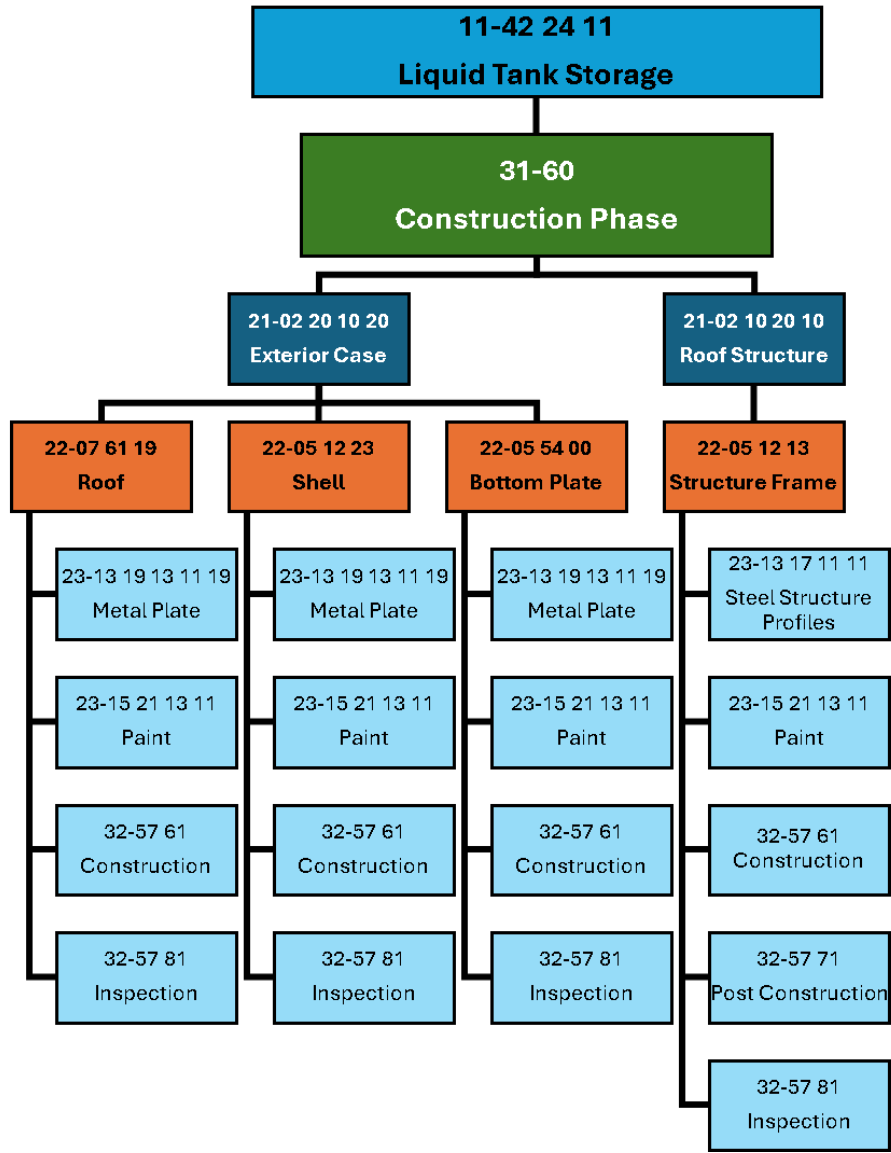 11-42 24 11
Liquid Tank Storage
31-60
Construction Phase
21-02 20 10 20
Exterior Case
21-02 10 20 10
Roof Structure
22-07 61 19
Roof
22-05 12 23
Shell
22-05 54 00
Bottom Plate
22-05 12 13
Structure Frame
23-13 19 13 11 19
Metal Plate
23-13 19 13 11 19
Metal Plate
23-13 19 13 11 19
Metal Plate
23-13 17 11 11
Steel Structure
Profiles
23-15 21 13 11
Paint
23-15 21 13 11
Paint
23-15 21 13 11
Paint
23-15 21 13 11
Paint
32-57 61
Construction
32-57 61
Construction
32-57 61
Construction
32-57 61
Construction
32-57 81
Inspection
32-57 81
Inspection
32-57 81
Inspection
32-57 71
Post Construction
32-57 81
Inspection